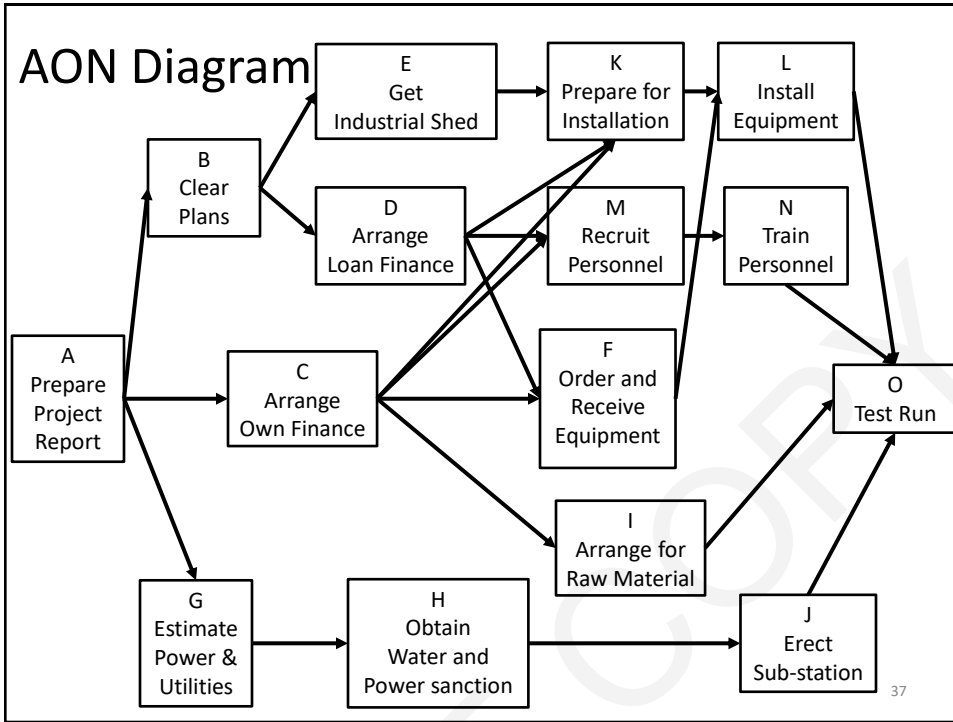 AON Diagram
E
Get
Industrial Shed
K
Prepare for
Installation
L
Install
Equipment
B
Clear
Plans
D
Arrange
Loan Finance
M
Recruit
Personnel
N
Train
Personnel
A
Prepare
Project
Report
C
Arrange
Own Finance
F
Order and
Receive
Equipment
O
Test Run
I
Arrange for
Raw Material
G
Estimate
Power &
Utilities
H
Obtain
Water and
Power sanction
J
Erect
Sub-station
37
COPY